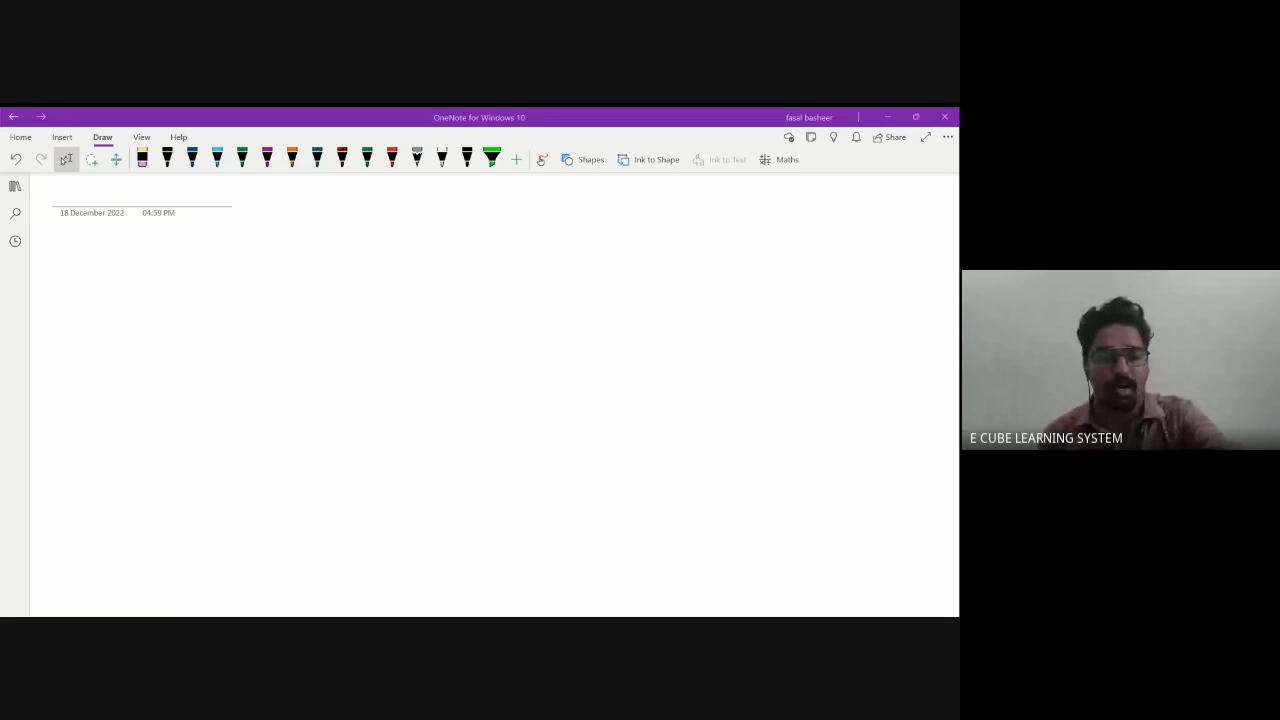 OneNote for Windows 10
fasal basheer
Home Insert Draw View Help
Share
Shapes Ink to Shape Ink to Text Maths
18 December 2022 04:59 PM
E CUBE LEARNING SYSTEM